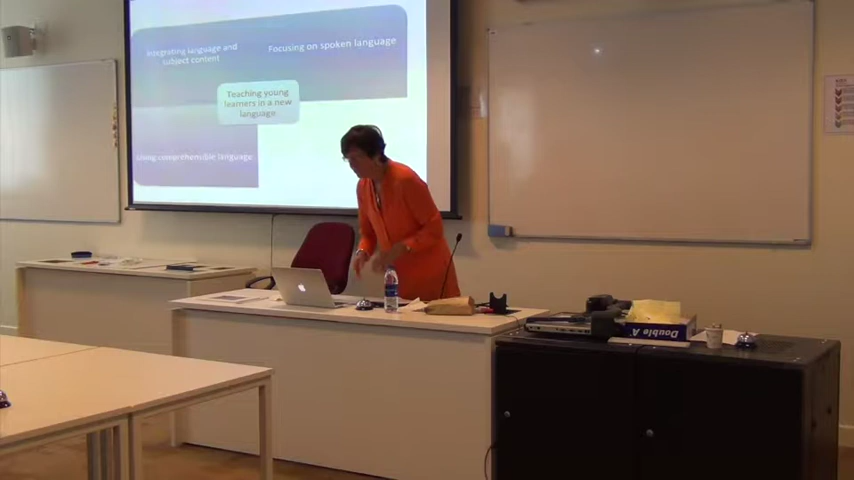 Integrating language and
subject content
Focusing on spoken language
Teaching young
learners in a new
language
Using comprehensible language
Double A